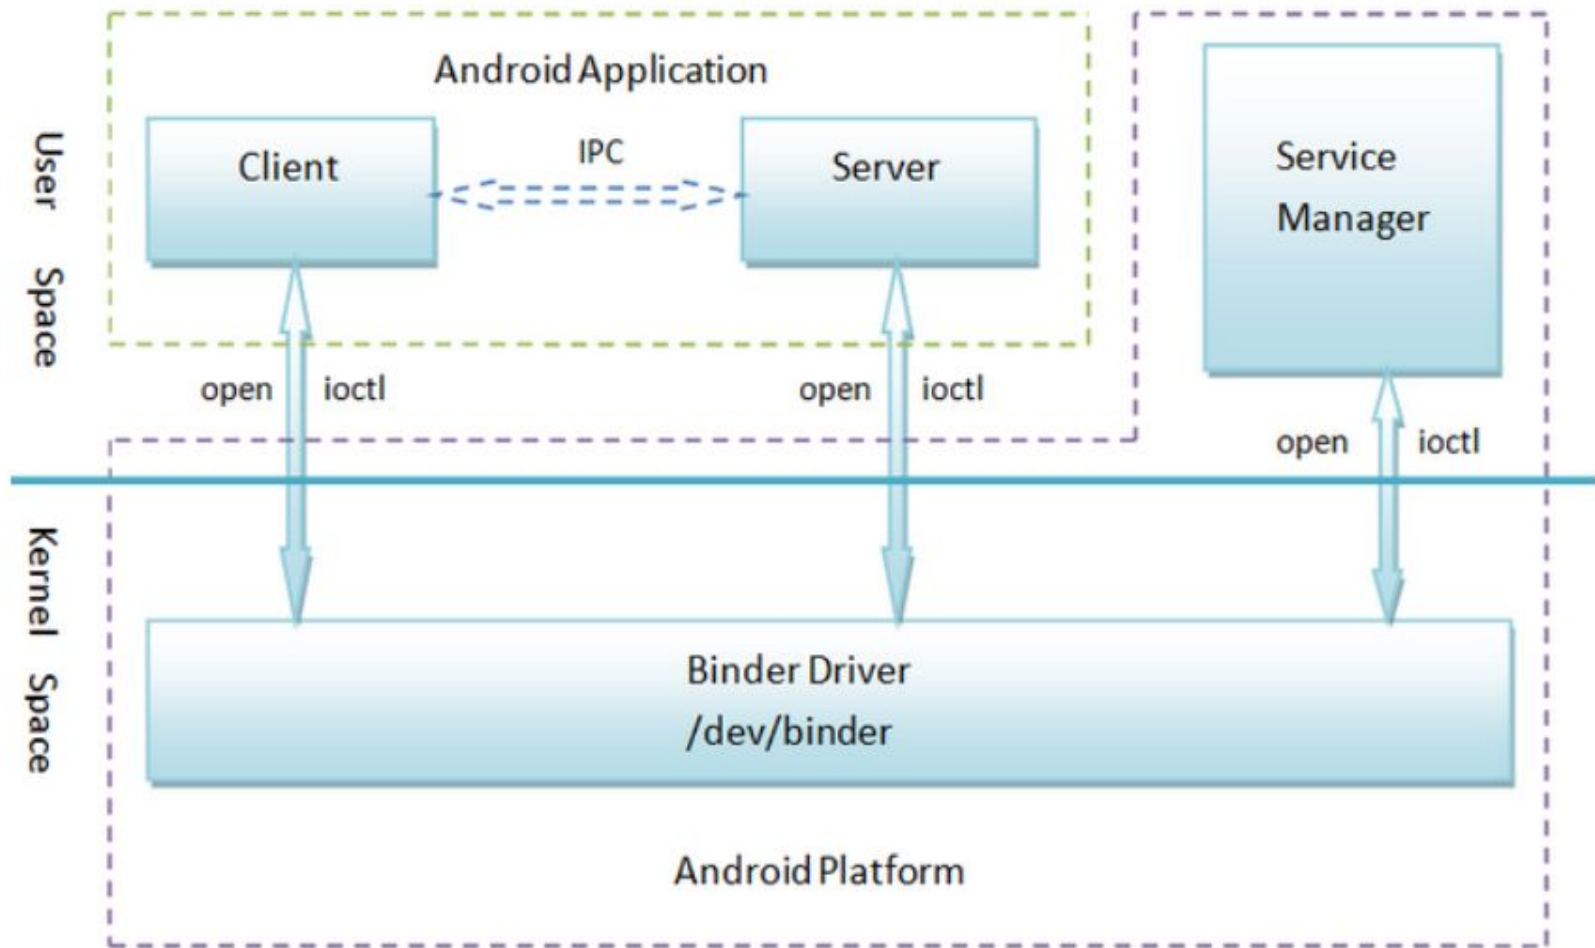 Android Application
Client
IPC
Server
Service
Manager
User Space
open ioctl
open ioctl
open ioctl
Kernel Space
Binder Driver
/dev/binder
Android Platform